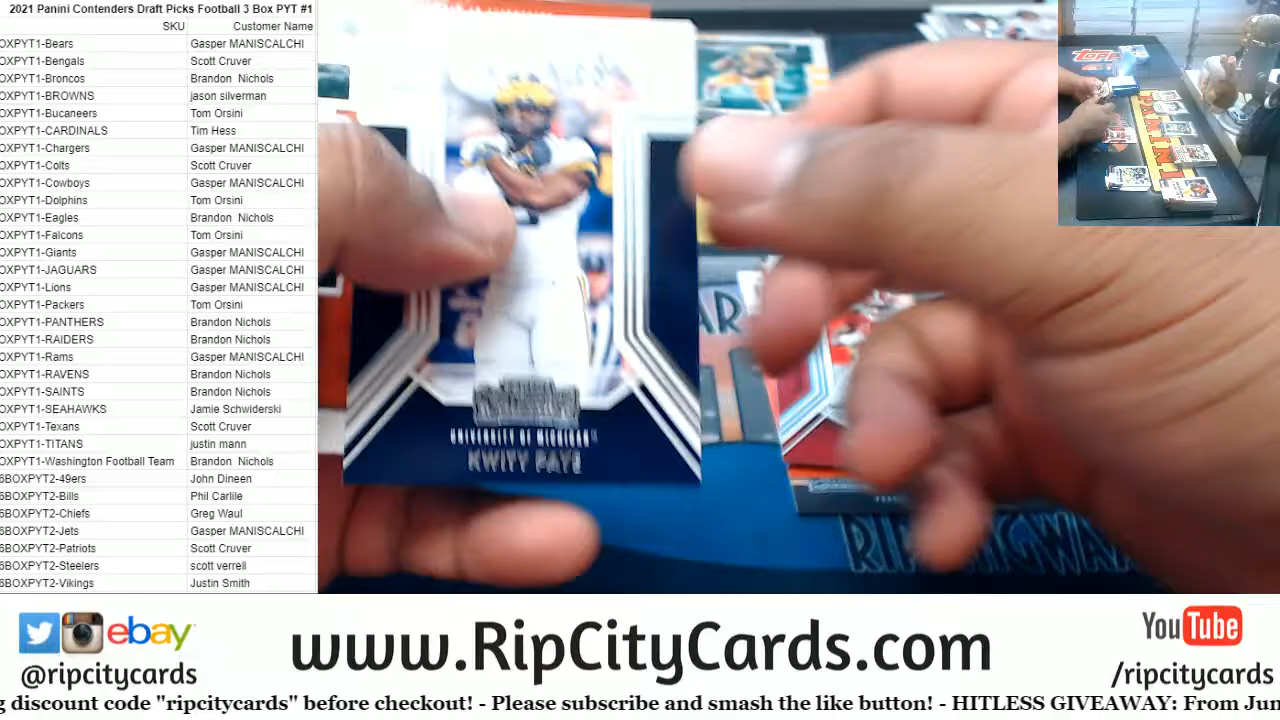 2021 Panini Contenders Draft Picks Football 3 Box PYT #1
SKU Customer Name
OXPYT1-Bears Gasper MANISCALCHI
OXPYT1-Bengals Scott Cruver
OXPYT1-Broncos Brandon Nichols
OXPYT1-BROWNS jason silverman
OXPYT1-Bucaneers Tom Orsini
OXPYT1-CARDINALS Tim Hess
OXPYT1-Chargers Gasper MANISCALCHI
OXPYT1-Colts Scott Cruver
OXPYT1-Cowboys Gasper MANISCALCHI
OXPYT1-Dolphins Tom Orsini
OXPYT1-Eagles Brandon Nichols
OXPYT1-Falcons Tom Orsini
OXPYT1-Giants Gasper MANISCALCHI
OXPYT1-JAGUARS Gasper MANISCALCHI
OXPYT1-Lions Gasper MANISCALCHI
OXPYT1-Packers Tom Orsini
OXPYT1-PANTHERS Brandon Nichols
OXPYT1-RAIDERS Brandon Nichols
OXPYT1-Rams Gasper MANISCALCHI
OXPYT1-RAVENS Brandon Nichols
OXPYT1-SAINTS Brandon Nichols
OXPYT1-SEAHAWKS Jamie Schwiderski
OXPYT1-Texans Scott Cruver
OXPYT1-TITANS justin mann
OXPYT1-Washington Football Team Brandon Nichols
6BOXPYT2-49ers John Dineen
6BOXPYT2-Bills Phil Carlile
6BOXPYT2-Chiefs Greg Waul
6BOXPYT2-Jets Gasper MANISCALCHI
6BOXPYT2-Patriots Scott Cruver
6BOXPYT2-Steelers scott verrell
6BOXPYT2-Vikings Justin Smith
UNIVERSITY OF MICHIGAN
KWITY PAYE
TOPPS
PANINI
ebay
@ripcitycards
www.RipCityCards.com
YouTube
/ripcitycards
g discount code "ripcitycards" before checkout! - Please subscribe and smash the like button! - HITLESS GIVEAWAY: From Jun